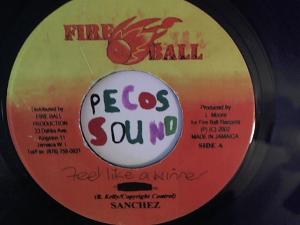 FIRE BALL
Distributed by
FIRE BALL
PRODUCTION
Kingston 11
Jamaica W.I.
Produced by
L. Moore
for Fire Ball Records
(P) (C) 2002
MADE IN JAMAICA
SIDE A
PECOS
SOUND
Feel like a winner
(R. Kelly/Copyright Control)
SANCHEZ